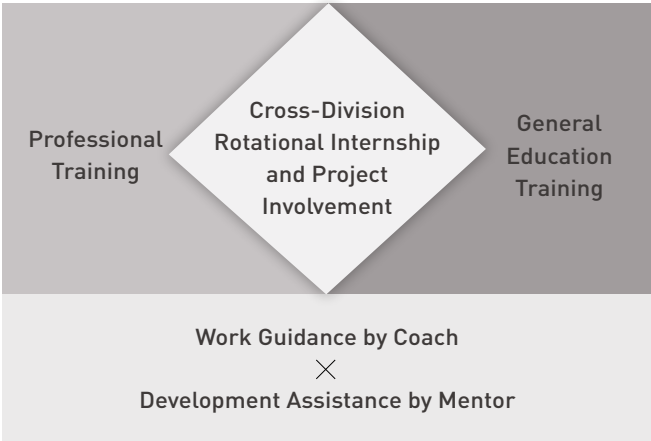 Professional
Training
Cross-Division
Rotational Internship
and Project
Involvement
General
Education
Training
Work Guidance by Coach
×
Development Assistance by Mentor